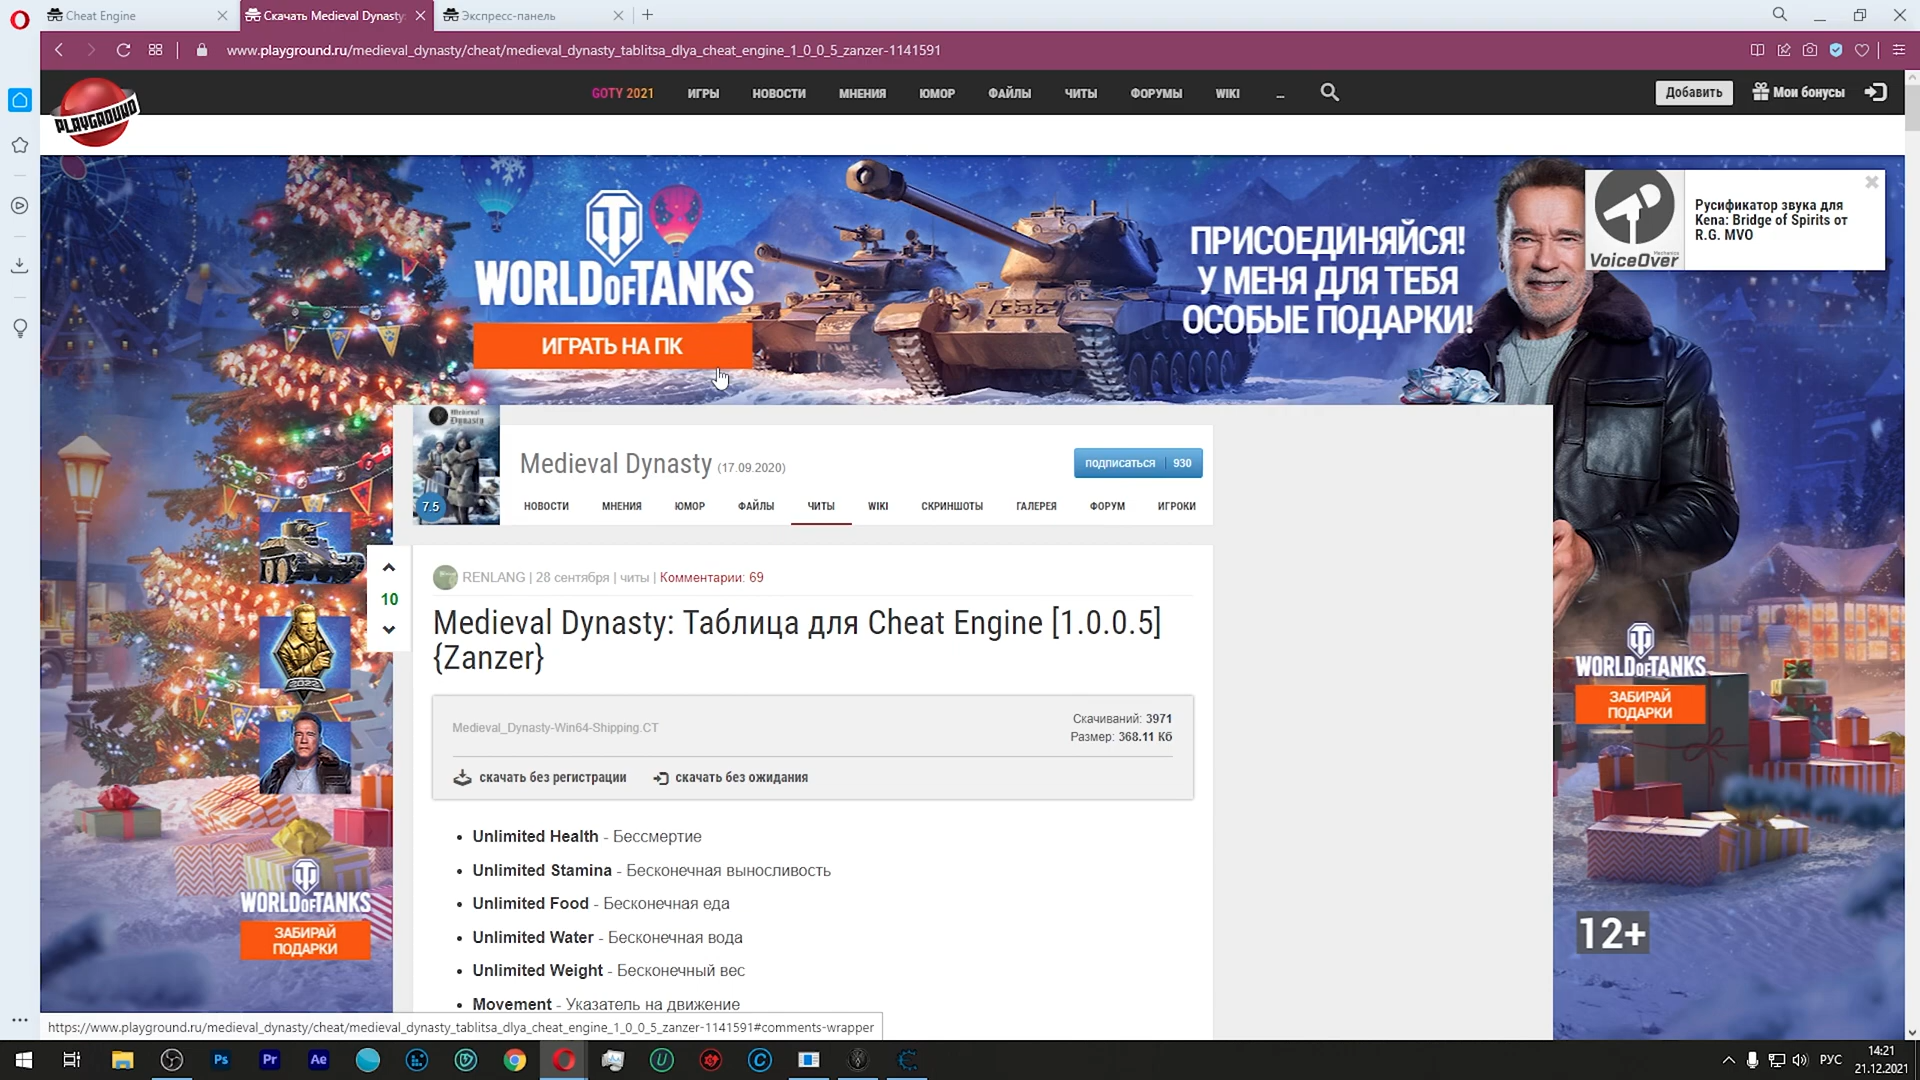 Cheat Engine
Скачать Medieval Dynasty:
Экспресс-панель
www.playground.ru/medieval_dynasty/cheat/medieval_dynasty_tablitsa_dlya_cheat_engine_1_0_0_5_zanzer-1141591
PLAYGROUND
GOTY 2021
ИГРЫ
НОВОСТИ
МНЕНИЯ
ЮМОР
ФАЙЛЫ
ЧИТЫ
ФОРУМЫ
WIKI
...
Добавить
Мои бонусы
WORLD OF TANKS
ИГРАТЬ НА ПК
ПРИСОЕДИНЯЙСЯ!
У МЕНЯ ДЛЯ ТЕБЯ
ОСОБЫЕ ПОДАРКИ!
VoiceOver
Русификатор звука для
Kena: Bridge of Spirits от
R.G. MVO
Medieval
Dynasty
7.5
Medieval Dynasty (17.09.2020)
подписаться 930
НОВОСТИ
МНЕНИЯ
ЮМОР
ФАЙЛЫ
ЧИТЫ
WIKI
СКРИНШОТЫ
ГАЛЕРЕЯ
ФОРУМ
ИГРОКИ
10
RENLANG | 28 сентября | читы | Комментарии: 69
Medieval Dynasty: Таблица для Cheat Engine [1.0.0.5]
{Zanzer}
Medieval_Dynasty-Win64-Shipping.CT
Скачиваний: 3971
Размер: 368.11 Кб
скачать без регистрации
скачать без ожидания
Unlimited Health - Бессмертие
Unlimited Stamina - Бесконечная выносливость
Unlimited Food - Бесконечная еда
Unlimited Water - Бесконечная вода
Unlimited Weight - Бесконечный вес
Movement - Указатель на движение
2022
WORLD OF TANKS
ЗАБИРАЙ
ПОДАРКИ
WORLD OF TANKS
ЗАБИРАЙ
ПОДАРКИ
12+
https://www.playground.ru/medieval_dynasty/cheat/medieval_dynasty_tablitsa_dlya_cheat_engine_1_0_0_5_zanzer-1141591#comments-wrapper
Ps
Pr
Ae
РУС
14:21
21.12.2021